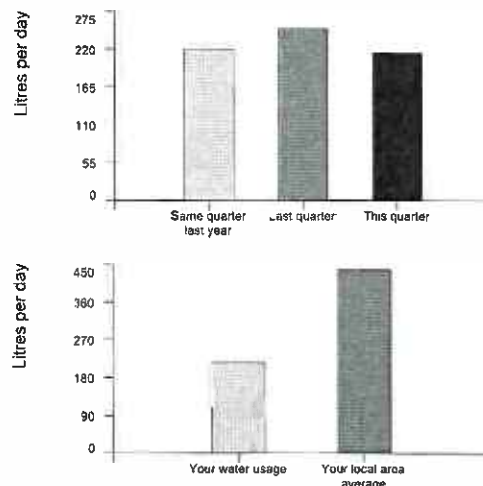 Litres per day
275
220
165
110
55
0
Same quarter
last year
Last quarter
This quarter
Litres per day
450
360
270
180
90
0
Your water usage
Your local area
average